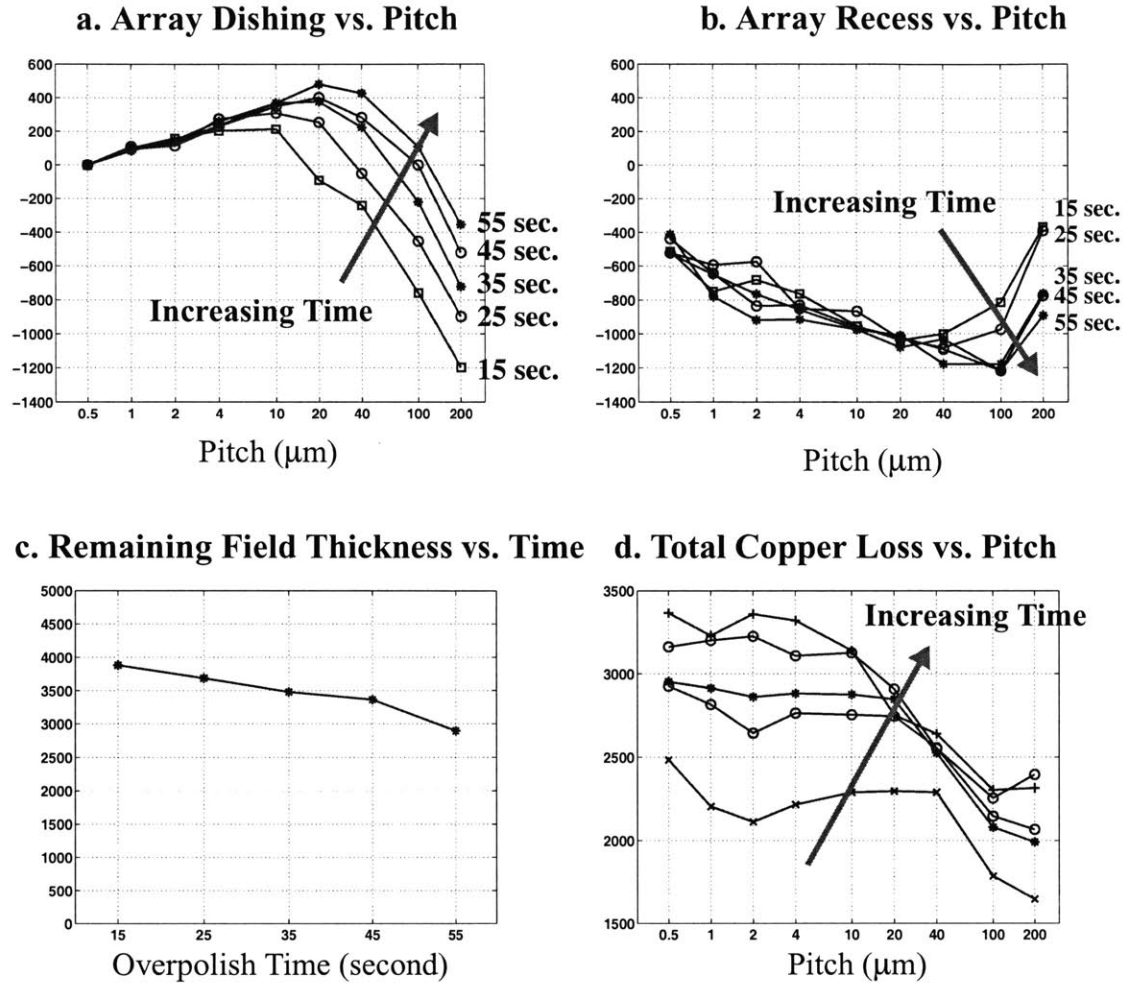 a. Array Dishing vs. Pitch
600
400
200
0
−200
−400
−600
−800
−1000
−1200
−1400
0.5 1 2 4 10 20 40 100 200
Pitch (μm)
Increasing Time
55 sec.
45 sec.
35 sec.
25 sec.
15 sec.
b. Array Recess vs. Pitch
600
400
200
0
−200
−400
−600
−800
−1000
−1200
−1400
0.5 1 2 4 10 20 40 100 200
Pitch (μm)
Increasing Time
15 sec.
25 sec.
35 sec.
45 sec.
55 sec.
c. Remaining Field Thickness vs. Time
5000
4500
4000
3500
3000
2500
2000
1500
1000
500
0
15 25 35 45 55
Overpolish Time (second)
d. Total Copper Loss vs. Pitch
3500
3000
2500
2000
1500
0.5 1 2 4 10 20 40 100 200
Pitch (μm)
Increasing Time